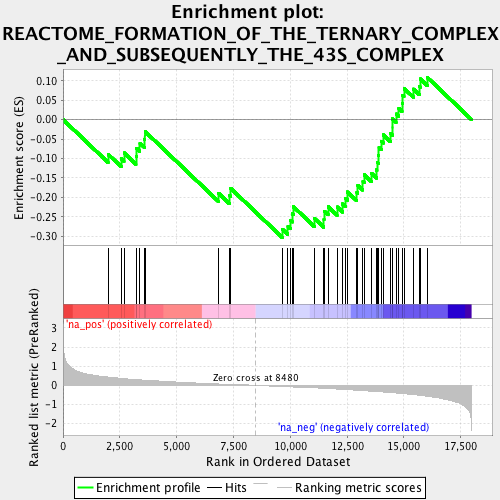 Enrichment plot:
REACTOME_FORMATION_OF_THE_TERNARY_COMPLEX
_AND_SUBSEQUENTLY_THE_43S_COMPLEX
Enrichment score (ES)
0.10
0.05
0.00
-0.05
-0.10
-0.15
-0.20
-0.25
-0.30
'na_pos' (positively correlated)
Ranked list metric (PreRanked)
3
2
1
0
-1
-2
Zero cross at 8480
'na_neg' (negatively correlated)
0
2,500
5,000
7,500
10,000
12,500
15,000
17,500
Rank in Ordered Dataset
Enrichment profile
Hits
Ranking metric scores